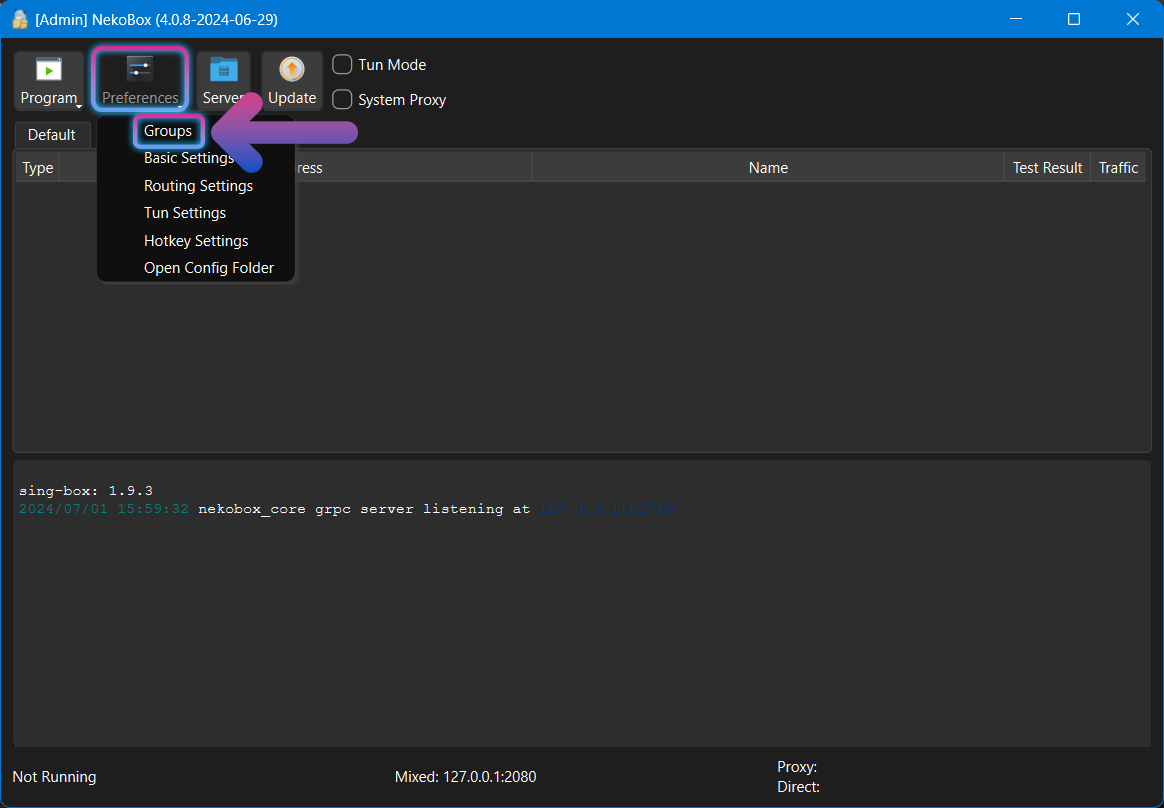 [Admin] NekoBox (4.0.8-2024-06-29)
Program
Preferences
Server
Update
Tun Mode
System Proxy
Default
Groups
Basic Settings
Routing Settings
Tun Settings
Hotkey Settings
Open Config Folder
Type
ress
Name
Test Result
Traffic
sing-box: 1.9.3
2024/07/01 15:59:32 nekobox_core grpc server listening at
Not Running
Mixed: 127.0.0.1:2080
Proxy:
Direct: